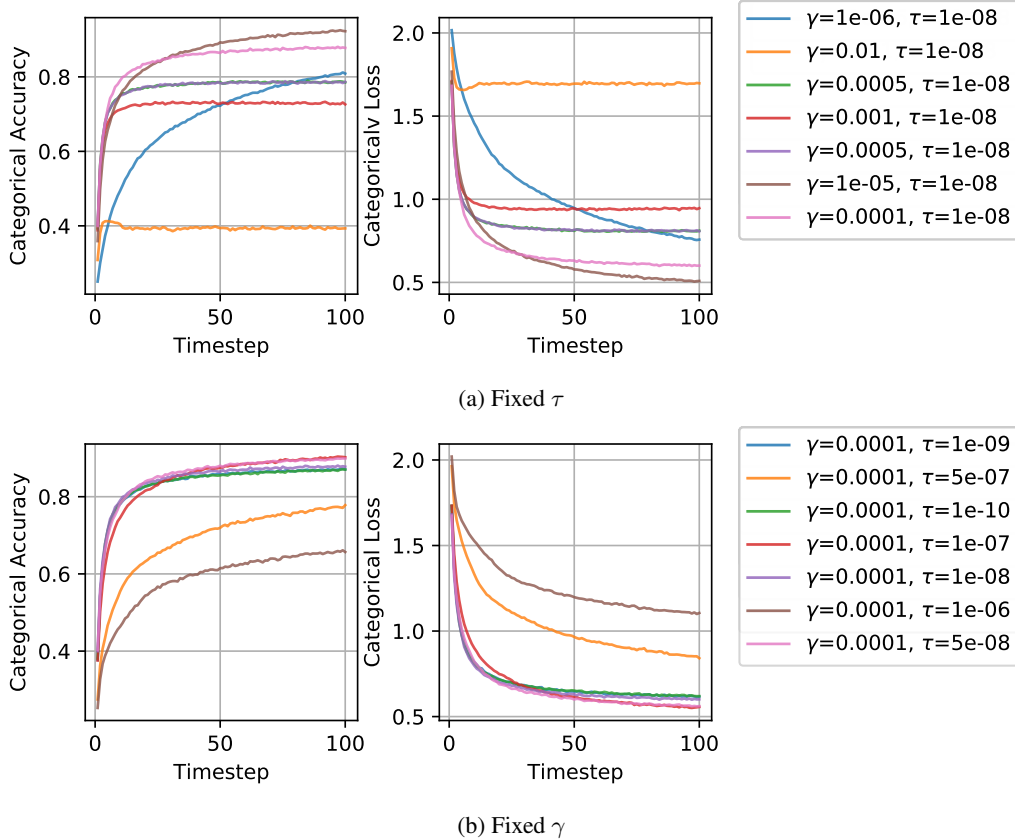 Categorical Accuracy
0.8
0.6
0.4
0
50
100
Timestep
Categoricalv Loss
2.0
1.5
1.0
0.5
0
50
100
Timestep
γ=1e-06, τ=1e-08
γ=0.01, τ=1e-08
γ=0.0005, τ=1e-08
γ=0.001, τ=1e-08
γ=0.0005, τ=1e-08
γ=1e-05, τ=1e-08
γ=0.0001, τ=1e-08
(a) Fixed τ
Categorical Accuracy
0.8
0.6
0.4
0
50
100
Timestep
Categorical Loss
2.0
1.5
1.0
0.5
0
50
100
Timestep
γ=0.0001, τ=1e-09
γ=0.0001, τ=5e-07
γ=0.0001, τ=1e-10
γ=0.0001, τ=1e-07
γ=0.0001, τ=1e-08
γ=0.0001, τ=1e-06
γ=0.0001, τ=5e-08
(b) Fixed γ